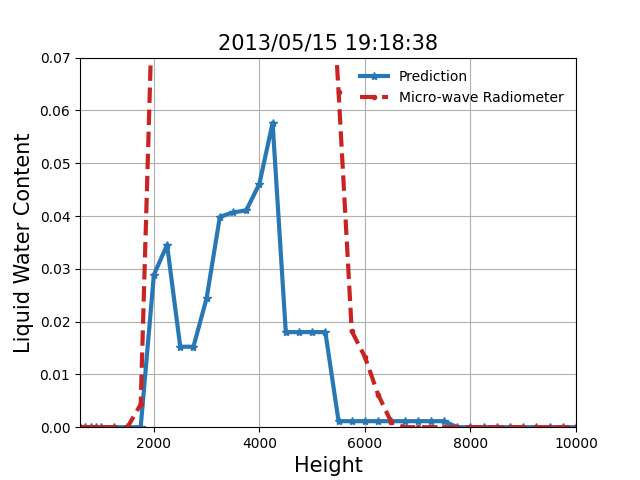 2013/05/15 19:18:38
0.07
0.06
0.05
0.04
0.03
0.02
0.01
0.00
Liquid Water Content
Prediction
Micro-wave Radiometer
2000 4000 6000 8000 10000
Height